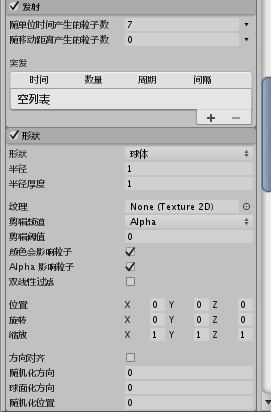 发射
随单位时间产生的粒子数 7
随移动距离产生的粒子数 0
突发
时间 数量 周期 间隔
空列表
+ −
形状
形状 球体
半径 1
半径厚度 1
纹理 None (Texture 2D)
剪辑频道 Alpha
剪辑阈值 0
颜色会影响粒子
Alpha 影响粒子
双线性过滤
位置 X 0 Y 0 Z 0
旋转 X 0 Y 0 Z 0
缩放 X 1 Y 1 Z 1
方向对齐
随机化方向 0
球面化方向 0
随机化位置 0